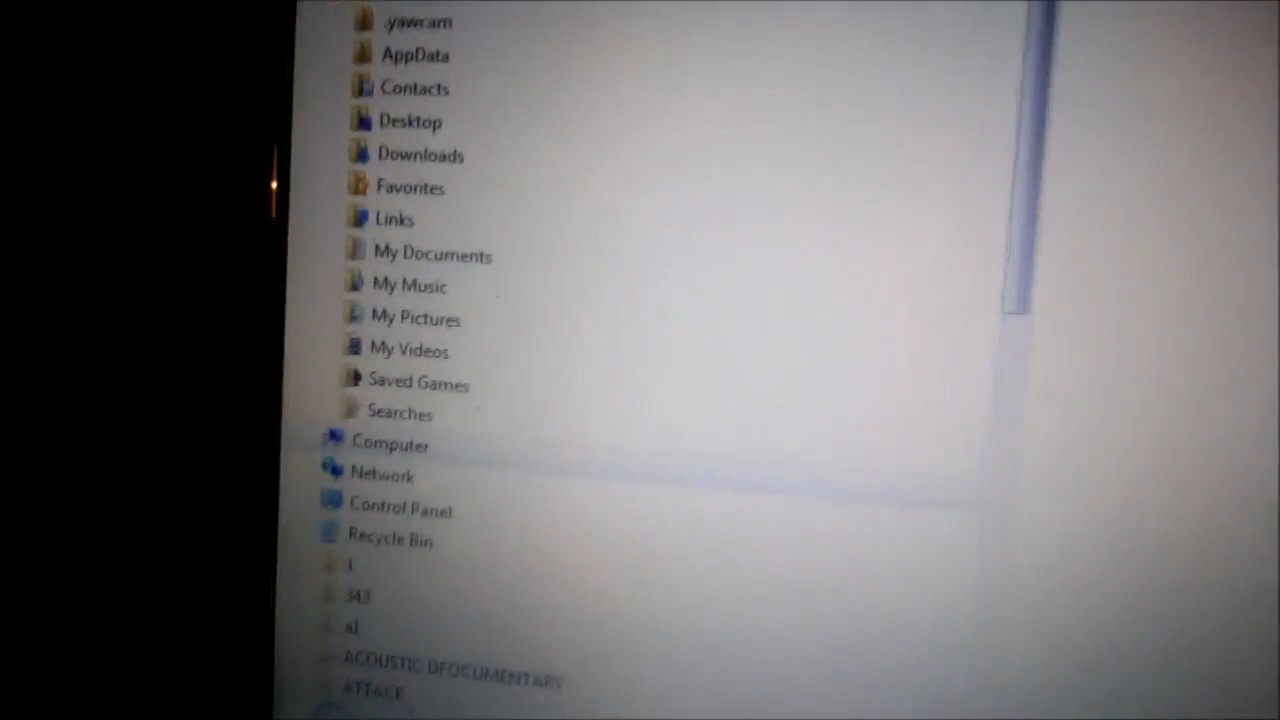 .yawcam
AppData
Contacts
Desktop
Downloads
Favorites
Links
My Documents
My Music
My Pictures
My Videos
Saved Games
Searches
Computer
Network
Control Panel
Recycle Bin
343
al
ACOUSTIC DFOCUMENTARY
ATTACK